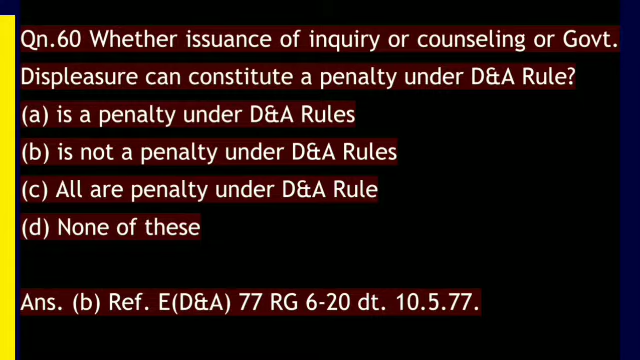 Qn.60 Whether issuance of inquiry or counseling or Govt.
Displeasure can constitute a penalty under D&A Rule?
(a) is a penalty under D&A Rules
(b) is not a penalty under D&A Rules
(c) All are penalty under D&A Rule
(d) None of these
Ans. (b) Ref. E(D&A) 77 RG 6-20 dt. 10.5.77.